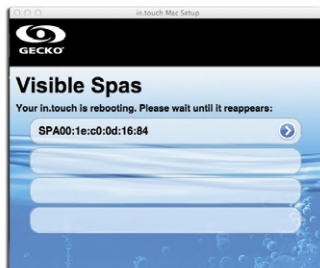 in.touch Mac Setup
GECKO
Visible Spas
Your in.touch is rebooting. Please wait until it reappears:
SPA00:1e:c0:0d:16:84